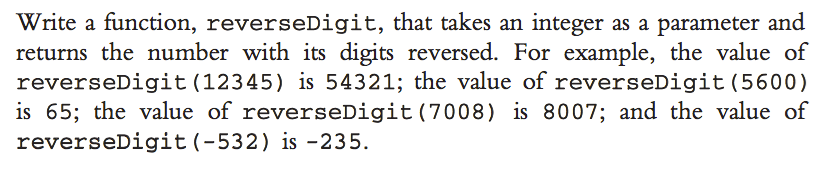 Write a function, reverseDigit, that takes an integer as a parameter and
returns the number with its digits reversed. For example, the value of
reverseDigit(12345) is 54321; the value of reverseDigit(5600)
is 65; the value of reverseDigit(7008) is 8007; and the value of
reverseDigit(-532) is -235.